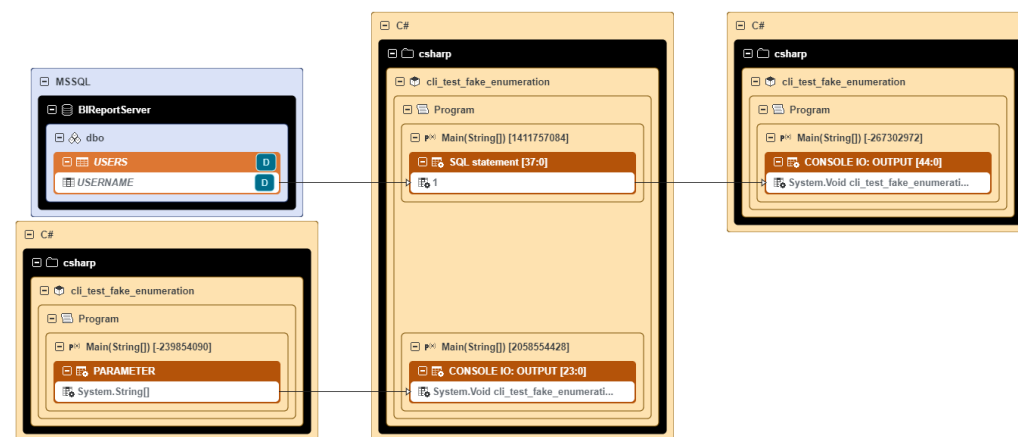 MSSQL
BIReportServer
dbo
USERS
D
USERNAME
D
C#
csharp
cli_test_fake_enumeration
Program
Main(String[]) [-239854090]
PARAMETER
System.String[]
C#
csharp
cli_test_fake_enumeration
Program
P(x) Main(String[]) [1411757084]
SQL statement [37:0]
1
P(x) Main(String[]) [2058554428]
CONSOLE IO: OUTPUT [23:0]
System.Void cli_test_fake_enumerati...
C#
csharp
cli_test_fake_enumeration
Program
P(x) Main(String[]) [-267302972]
CONSOLE IO: OUTPUT [44:0]
System.Void cli_test_fake_enumerati...